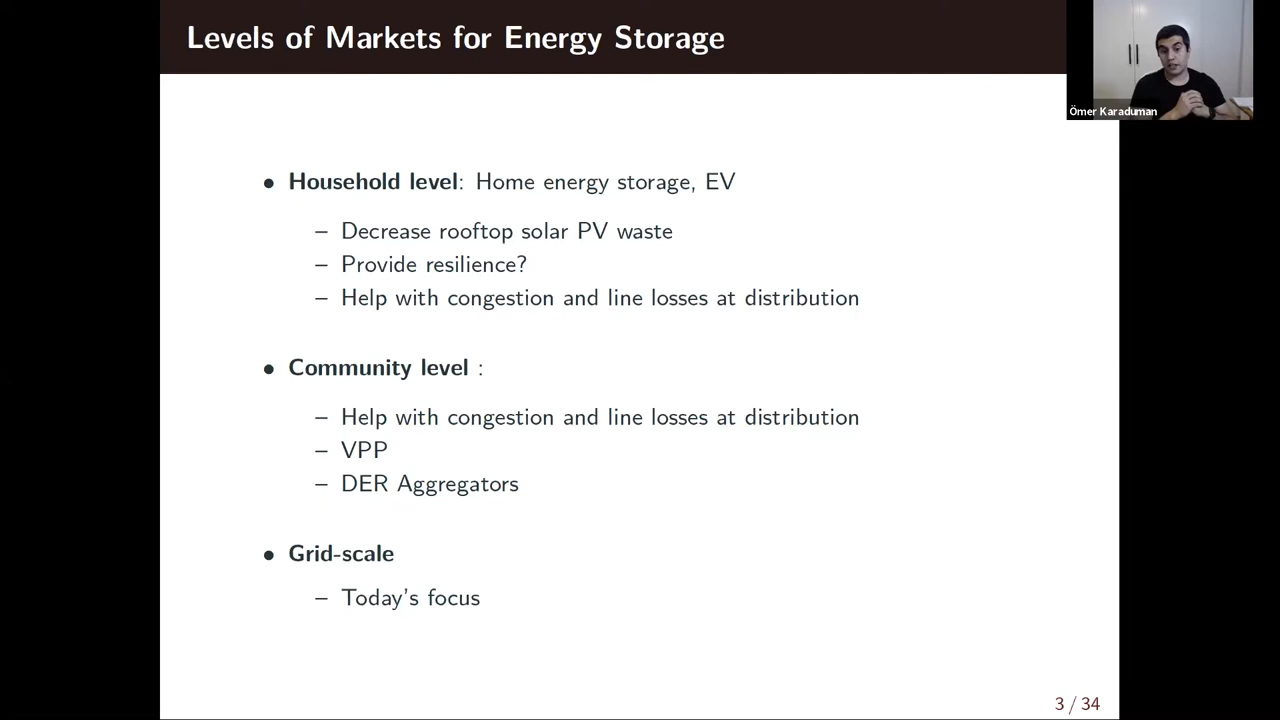 Levels of Markets for Energy Storage
Ömer Karaduman
• Household level: Home energy storage, EV
– Decrease rooftop solar PV waste
– Provide resilience?
– Help with congestion and line losses at distribution
• Community level :
– Help with congestion and line losses at distribution
– VPP
– DER Aggregators
• Grid-scale
– Today's focus
3 / 34